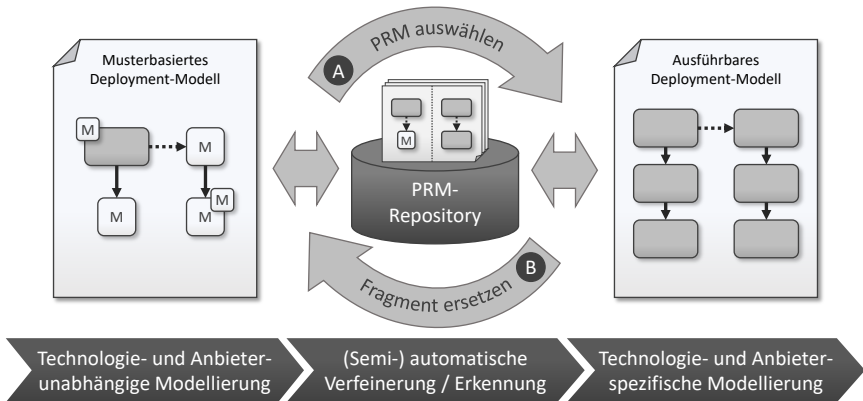 Musterbasiertes
Deployment-Modell
M
M
M
M
M
A
PRM auswählen
M
PRM-
Repository
B
Fragment ersetzen
Ausführbares
Deployment-Modell
Technologie- und Anbieter-
unabhängige Modellierung
(Semi-) automatische
Verfeinerung / Erkennung
Technologie- und Anbieter-
spezifische Modellierung